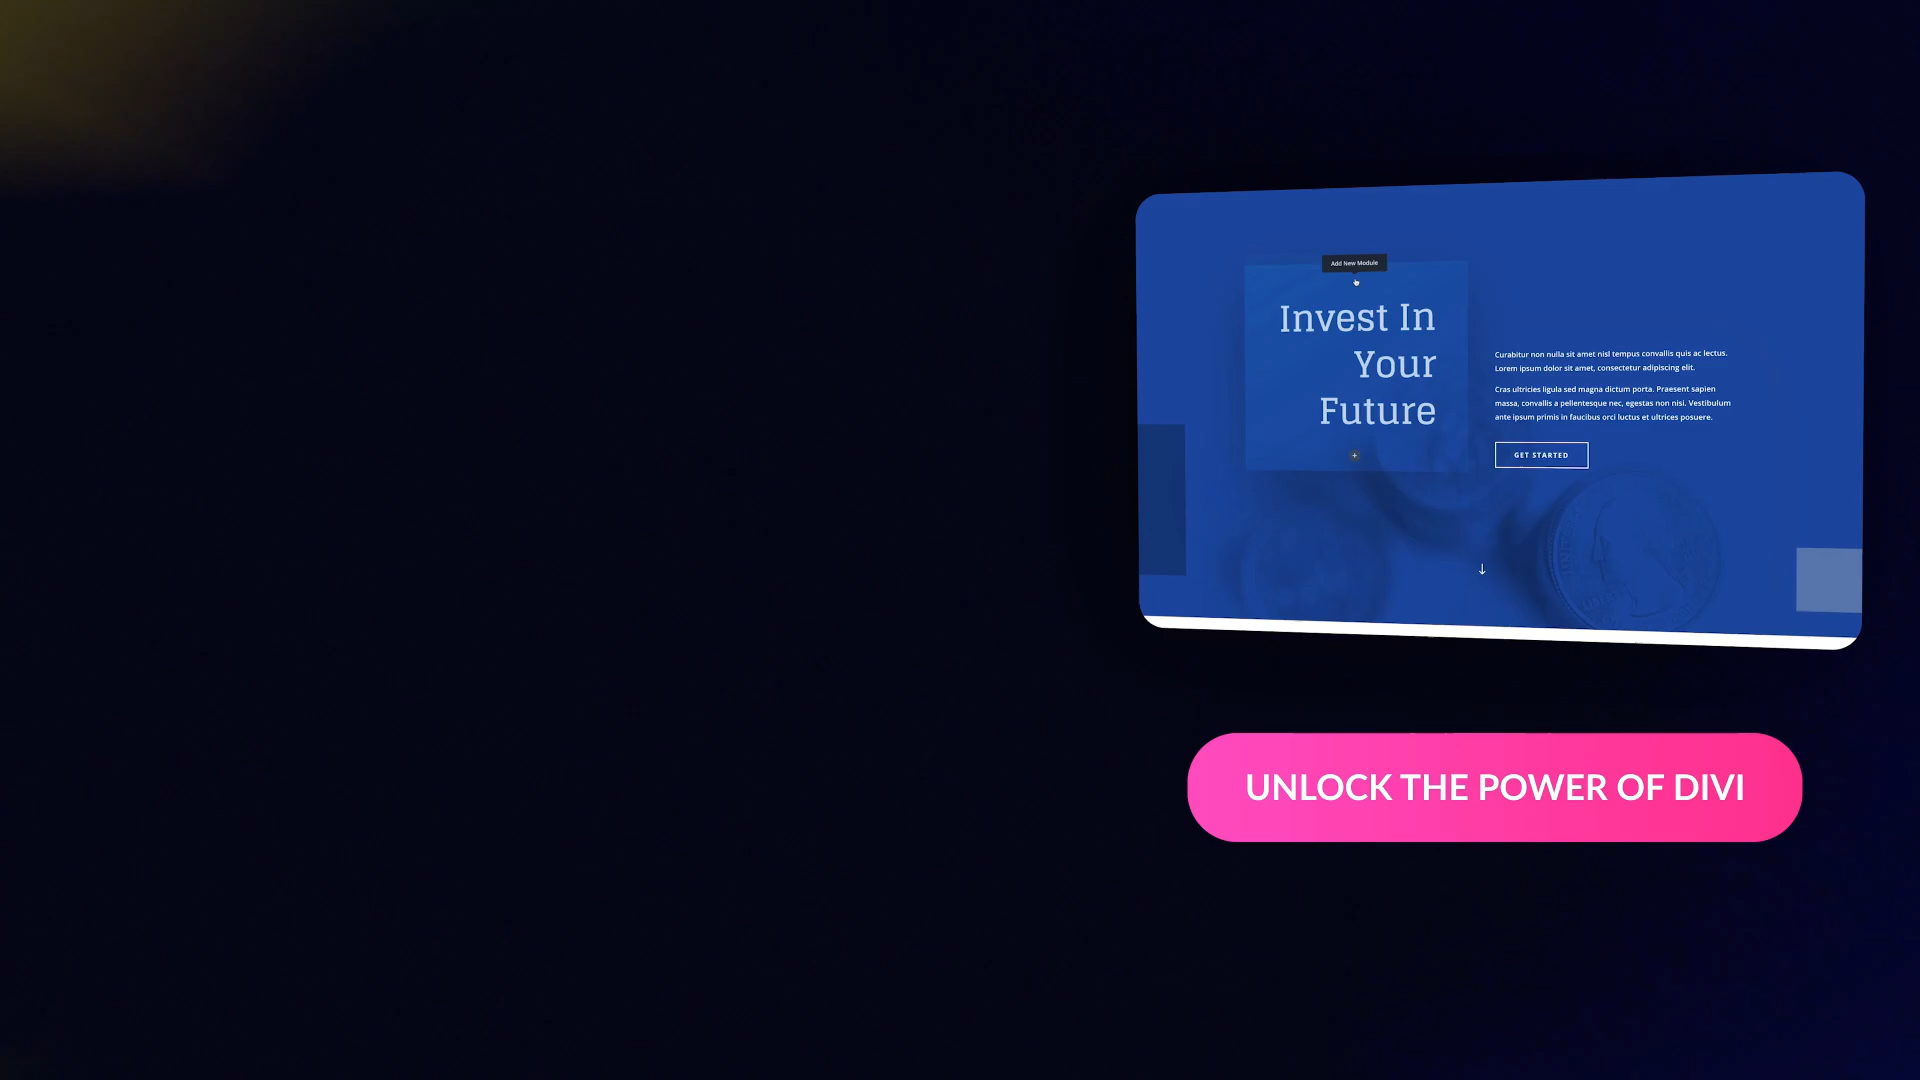 Add New Module
Invest In
Your
Future
+
Curabitur non nulla sit amet nisl tempus convallis quis ac lectus.
Lorem ipsum dolor sit amet, consectetur adipiscing elit.
Cras ultricies ligula sed magna dictum porta. Praesent sapien
massa, convallis a pellentesque nec, egestas non nisi. Vestibulum
ante ipsum primis in faucibus orci luctus et ultrices posuere.
GET STARTED
UNLOCK THE POWER OF DIVI